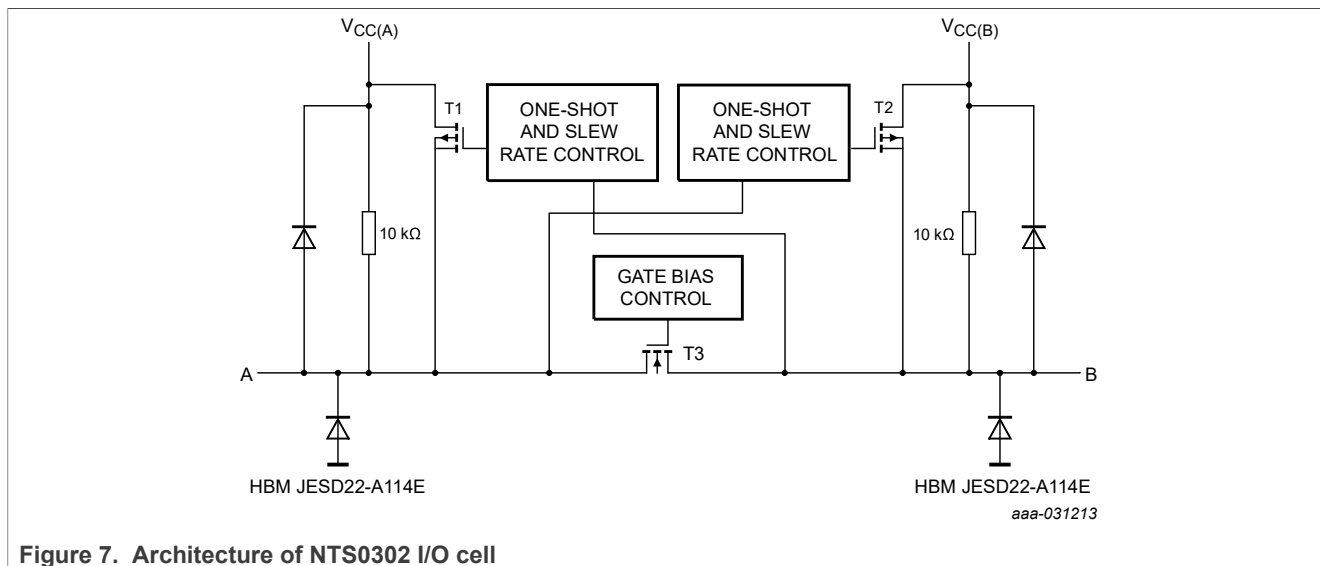 VCC(A)
VCC(B)
T1
ONE-SHOT
AND SLEW
RATE CONTROL
ONE-SHOT
AND SLEW
RATE CONTROL
T2
10 kΩ
10 kΩ
GATE BIAS
CONTROL
T3
A
B
HBM JESD22-A114E
HBM JESD22-A114E
aaa-031213
Figure 7. Architecture of NTS0302 I/O cell